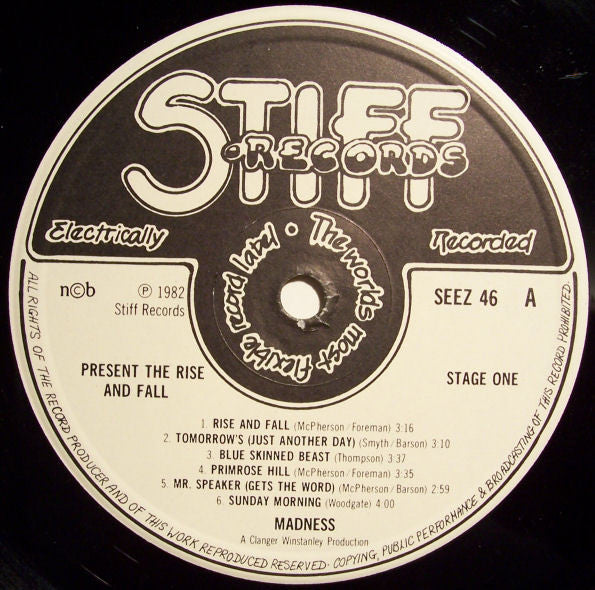 STIFF
•RECORDS
Electrically
Recorded
The worlds most flexible record label •
n©b
℗ 1982
Stiff Records
SEEZ 46 A
PRESENT THE RISE
AND FALL
STAGE ONE
1. RISE AND FALL (McPherson/Foreman) 3:16
2. TOMORROW'S (JUST ANOTHER DAY) (Smyth/Barson) 3:10
3. BLUE SKINNED BEAST (Thompson) 3:37
4. PRIMROSE HILL (McPherson/Foreman) 3:35
5. MR. SPEAKER (GETS THE WORD) (McPherson/Barson) 2:59
6. SUNDAY MORNING (Woodgate) 4:00
MADNESS
A Clanger Winstanley Production
ALL RIGHTS OF THE RECORD PRODUCER AND OF THIS WORK REPRODUCED RESERVED · COPYING, PUBLIC PERFORMANCE & BROADCASTING OF THIS RECORD PROHIBITED.